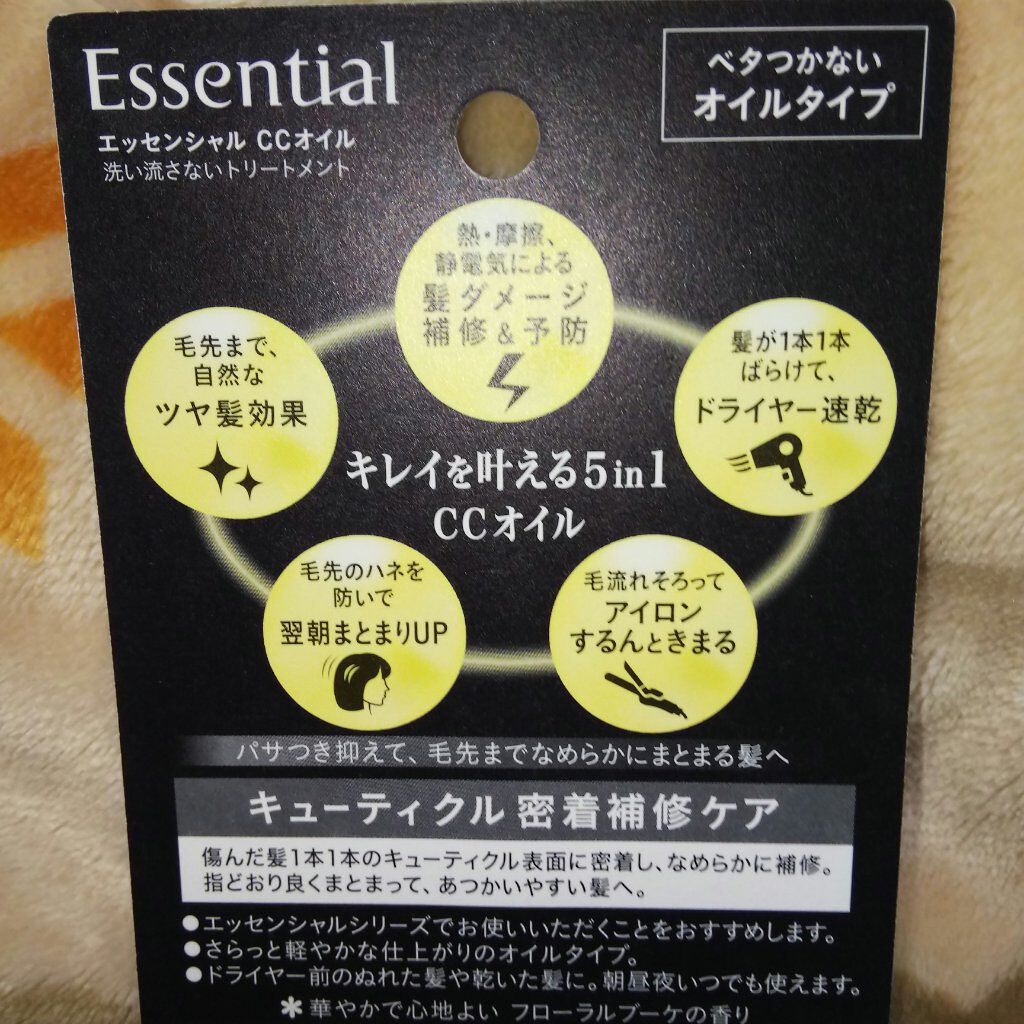 Essential
エッセンシャル CCオイル
洗い流さないトリートメント
ベタつかない
オイルタイプ
熱・摩擦、
静電気による
髪ダメージ
補修&予防
毛先まで、
自然な
ツヤ髪効果
髪が1本1本
ばらけて、
ドライヤー速乾
キレイを叶える5in1
CCオイル
毛先のハネを
防いで
翌朝まとまりUP
毛流れそろって
アイロン
するんときまる
パサつき抑えて、毛先までなめらかにまとまる髪へ
キューティクル 密着補修ケア
傷んだ髪1本1本のキューティクル表面に密着し、なめらかに補修。
指どおり良くまとまって、あつかいやすい髪へ。
●エッセンシャルシリーズでお使いいただくことをおすすめします。
●さらっと軽やかな仕上がりのオイルタイプ。
●ドライヤー前のぬれた髪や乾いた髪に。朝昼夜いつでも使えます。
＊華やかで心地よい フローラルブーケの香り